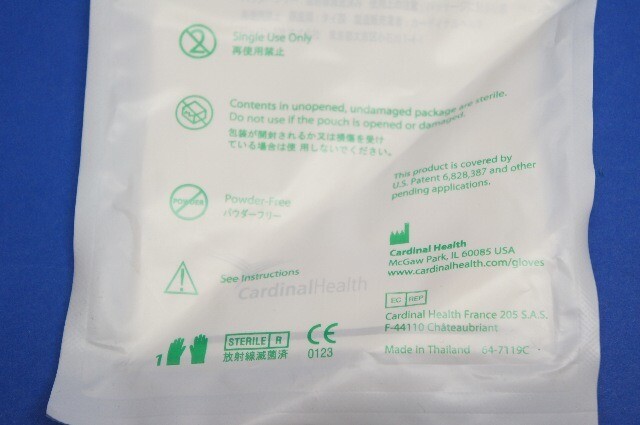 Single Use Only
再使用禁止
Contents in unopened, undamaged package are sterile.
Do not use if the pouch is opened or damaged.
包装が開封されるか又は損傷を受け
ている場合は使用しないでください。
This product is covered by
U.S. Patent 6,828,387 and other
pending applications.
POWDER
Powder-Free
パウダーフリー
Cardinal Health
McGaw Park, IL 60085 USA
www.cardinalhealth.com/gloves
See Instructions
CardinalHealth
EC REP
Cardinal Health France 205 S.A.S.
F-44110 Châteaubriant
1
STERILE R
放射線滅菌済
CE
0123
Made in Thailand 64-7119C